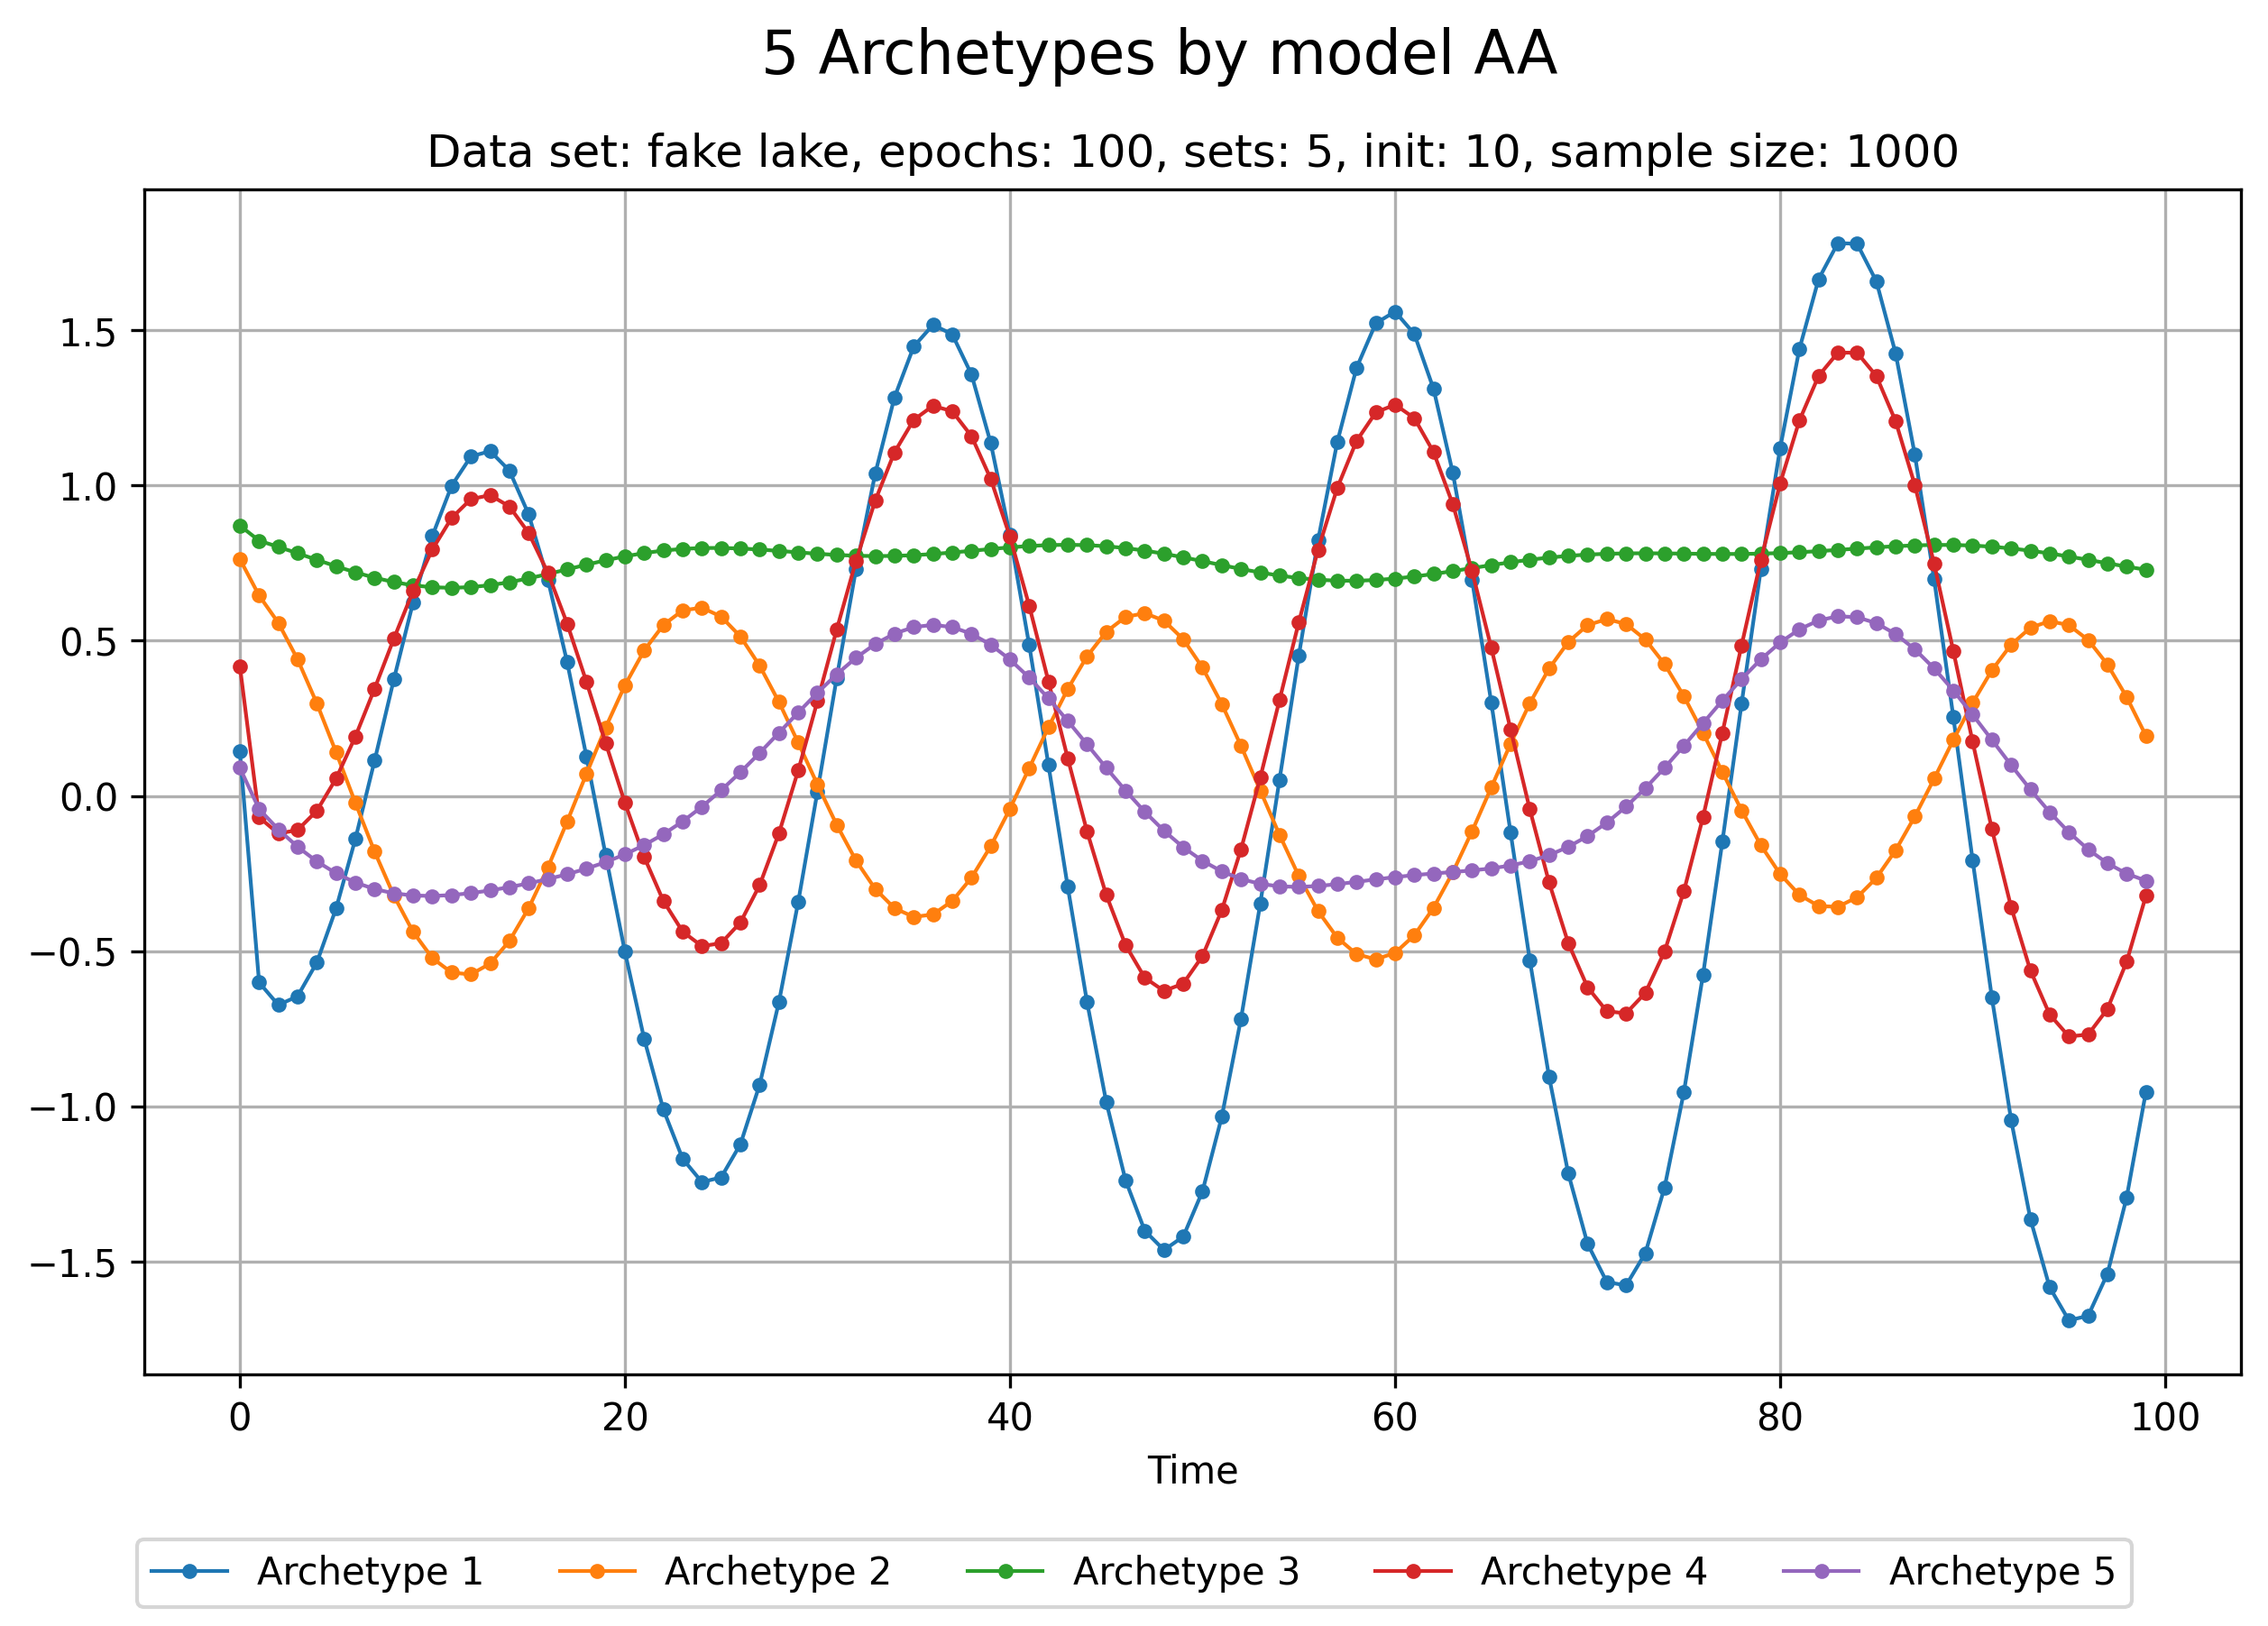 5 Archetypes by model AA
Data set: fake lake, epochs: 100, sets: 5, init: 10, sample size: 1000
1.5
1.0
0.5
0.0
−0.5
−1.0
−1.5
0 20 40 60 80 100
Time
Archetype 1 Archetype 2 Archetype 3 Archetype 4 Archetype 5